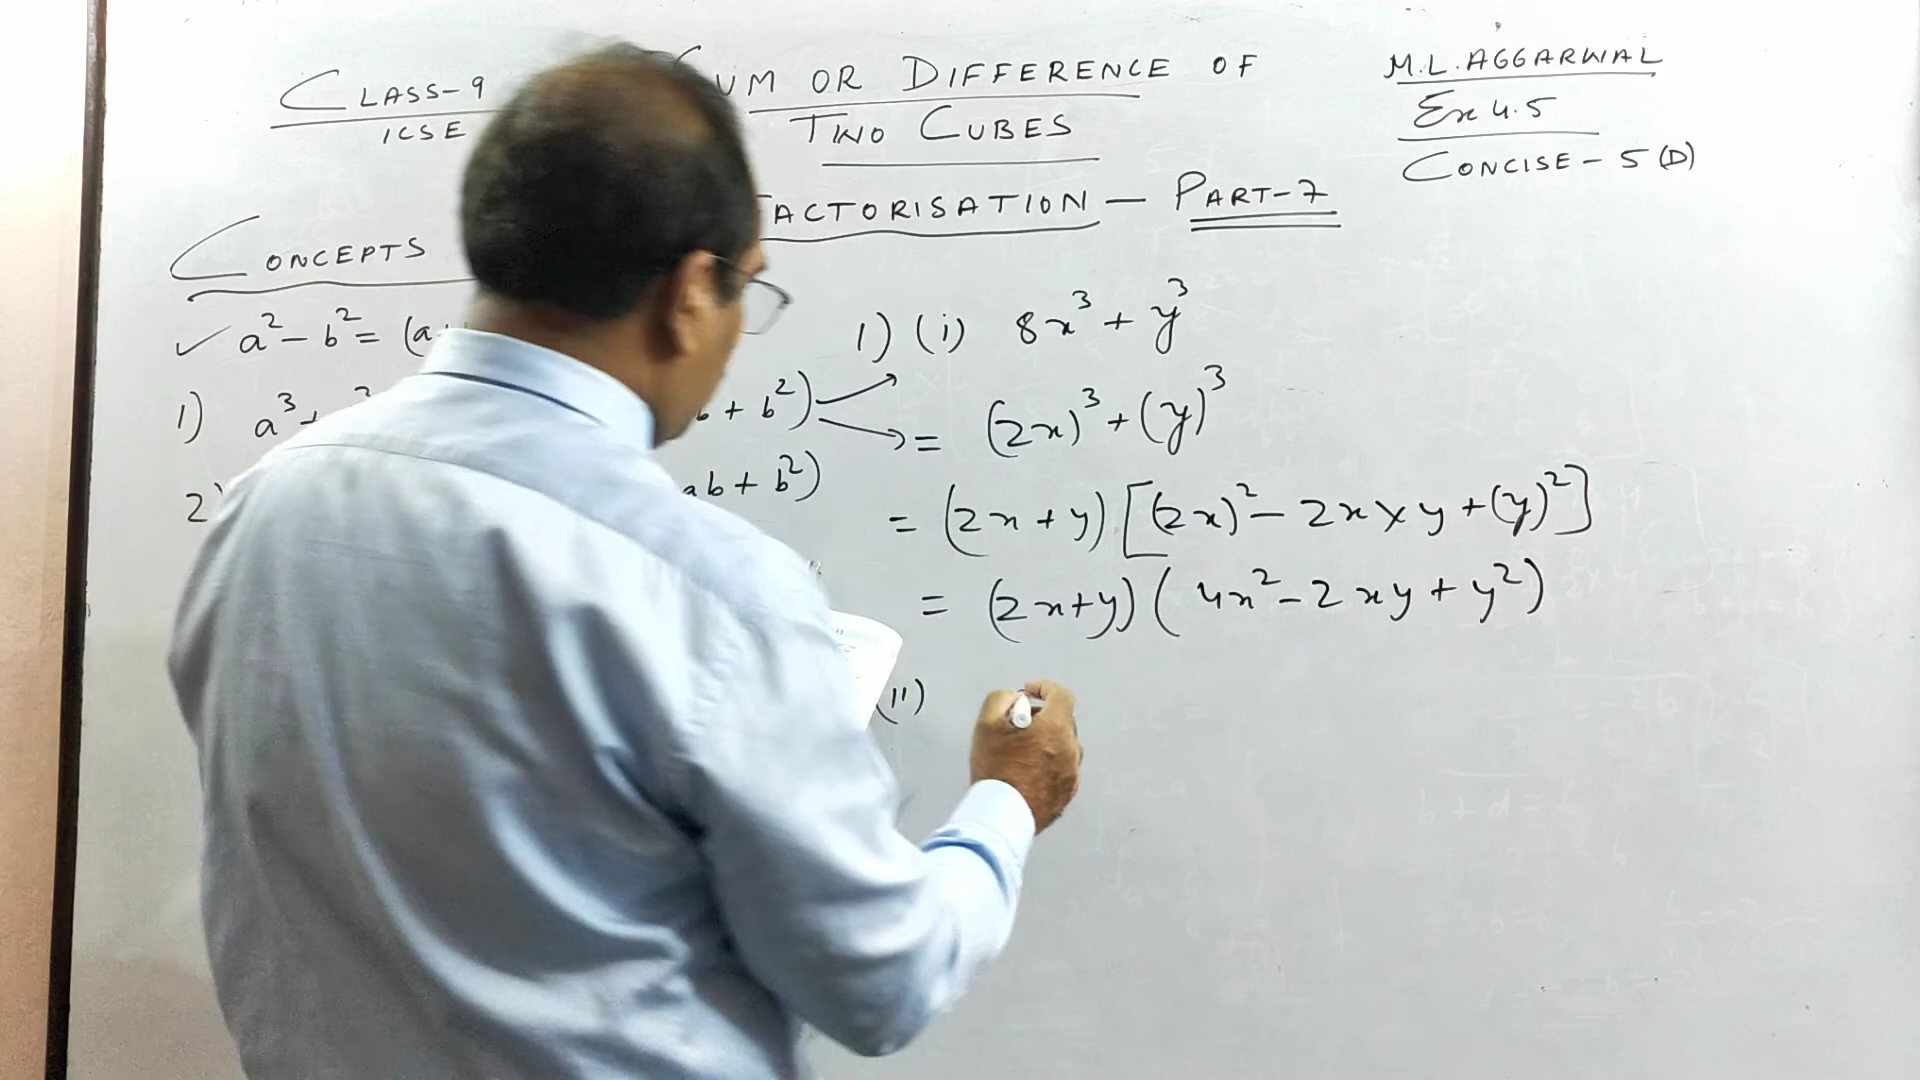 CLASS-9 SUM OR DIFFERENCE OF
ICSE TWO CUBES
FACTORISATION — PART-7
M.L. AGGARWAL
Ex 4.5
CONCISE - 5(D)
CONCEPTS
✓ a² - b² = (a
1) a³ + b + b²)
2) ab + b²)
1) (i) 8x³ + y³
= (2x)³ + (y)³
= (2x + y) [(2x)² - 2x × y + (y)²]
= (2x+y) (4x² - 2xy + y²)
(ii)